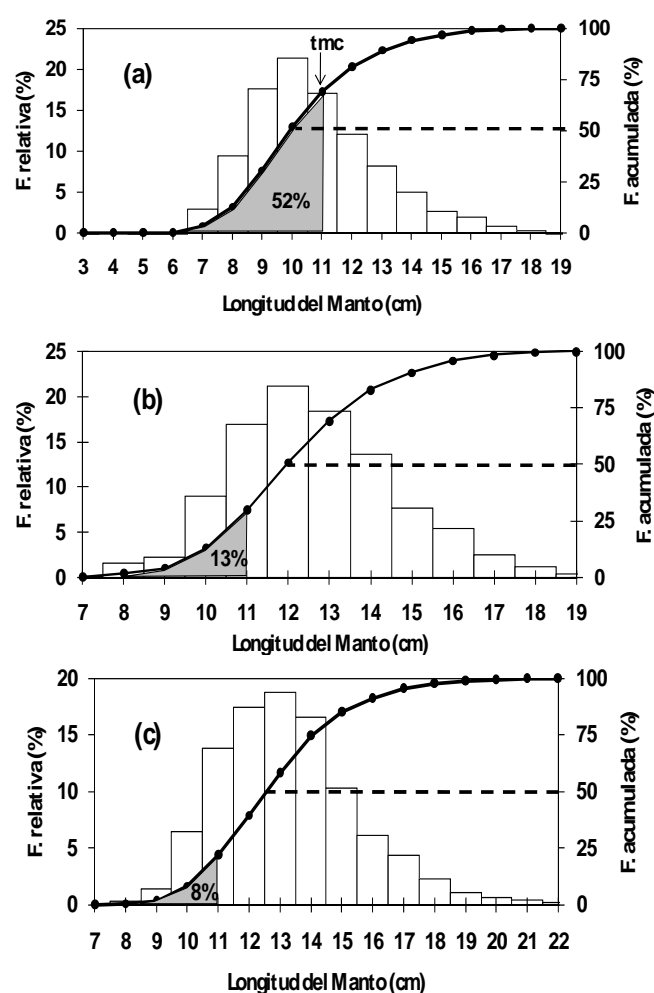 (a)
tmc
F. relativa (%)
25
20
15
10
5
0
52%
100
75
50
25
0
F. acumulada (%)
3 4 5 6 7 8 9 10 11 12 13 14 15 16 17 18 19
Longitud del Manto (cm)
(b)
F. relativa (%)
25
20
15
10
5
0
13%
100
75
50
25
0
F. acumulada (%)
7 8 9 10 11 12 13 14 15 16 17 18 19
Longitud del Manto (cm)
(c)
F. relativa (%)
20
15
10
5
0
8%
100
75
50
25
0
F. acumulada (%)
7 8 9 10 11 12 13 14 15 16 17 18 19 20 21 22
Longitud del Manto (cm)